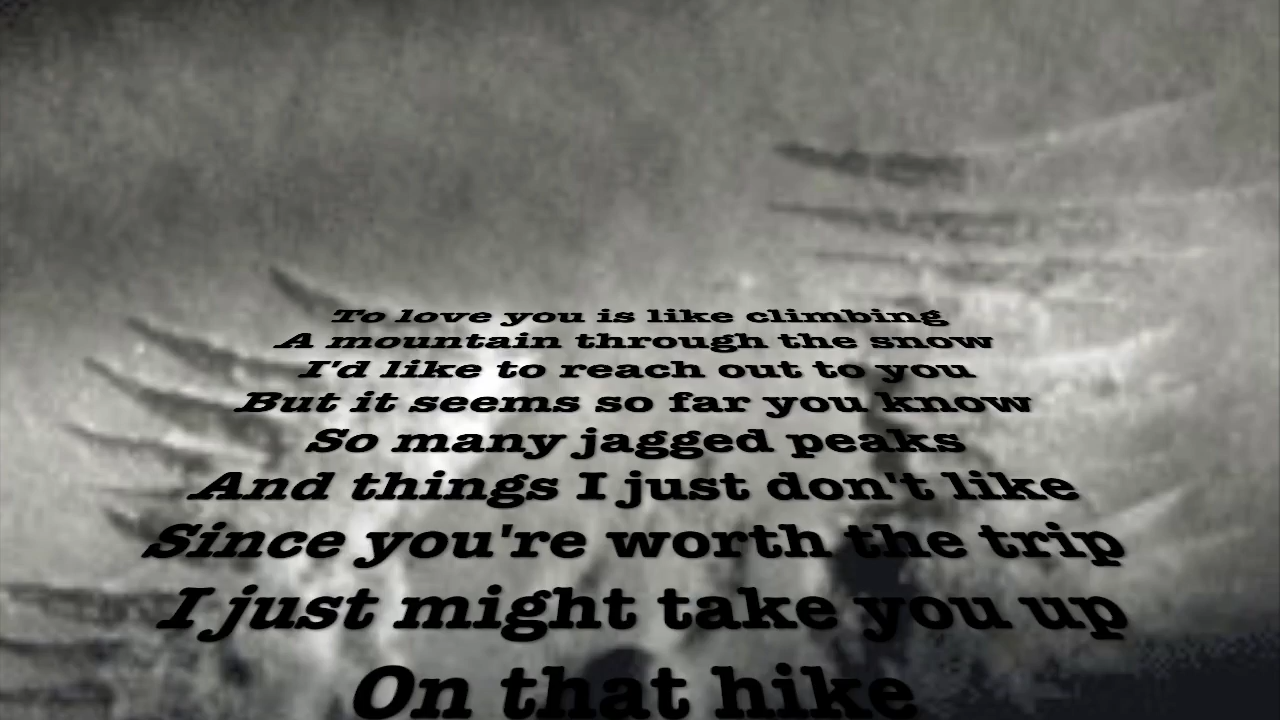 To love you is like climbing
A mountain through the snow
I'd like to reach out to you
But it seems so far you know
So many jagged peaks
And things I just don't like
Since you're worth the trip
I just might take you up
On that hike